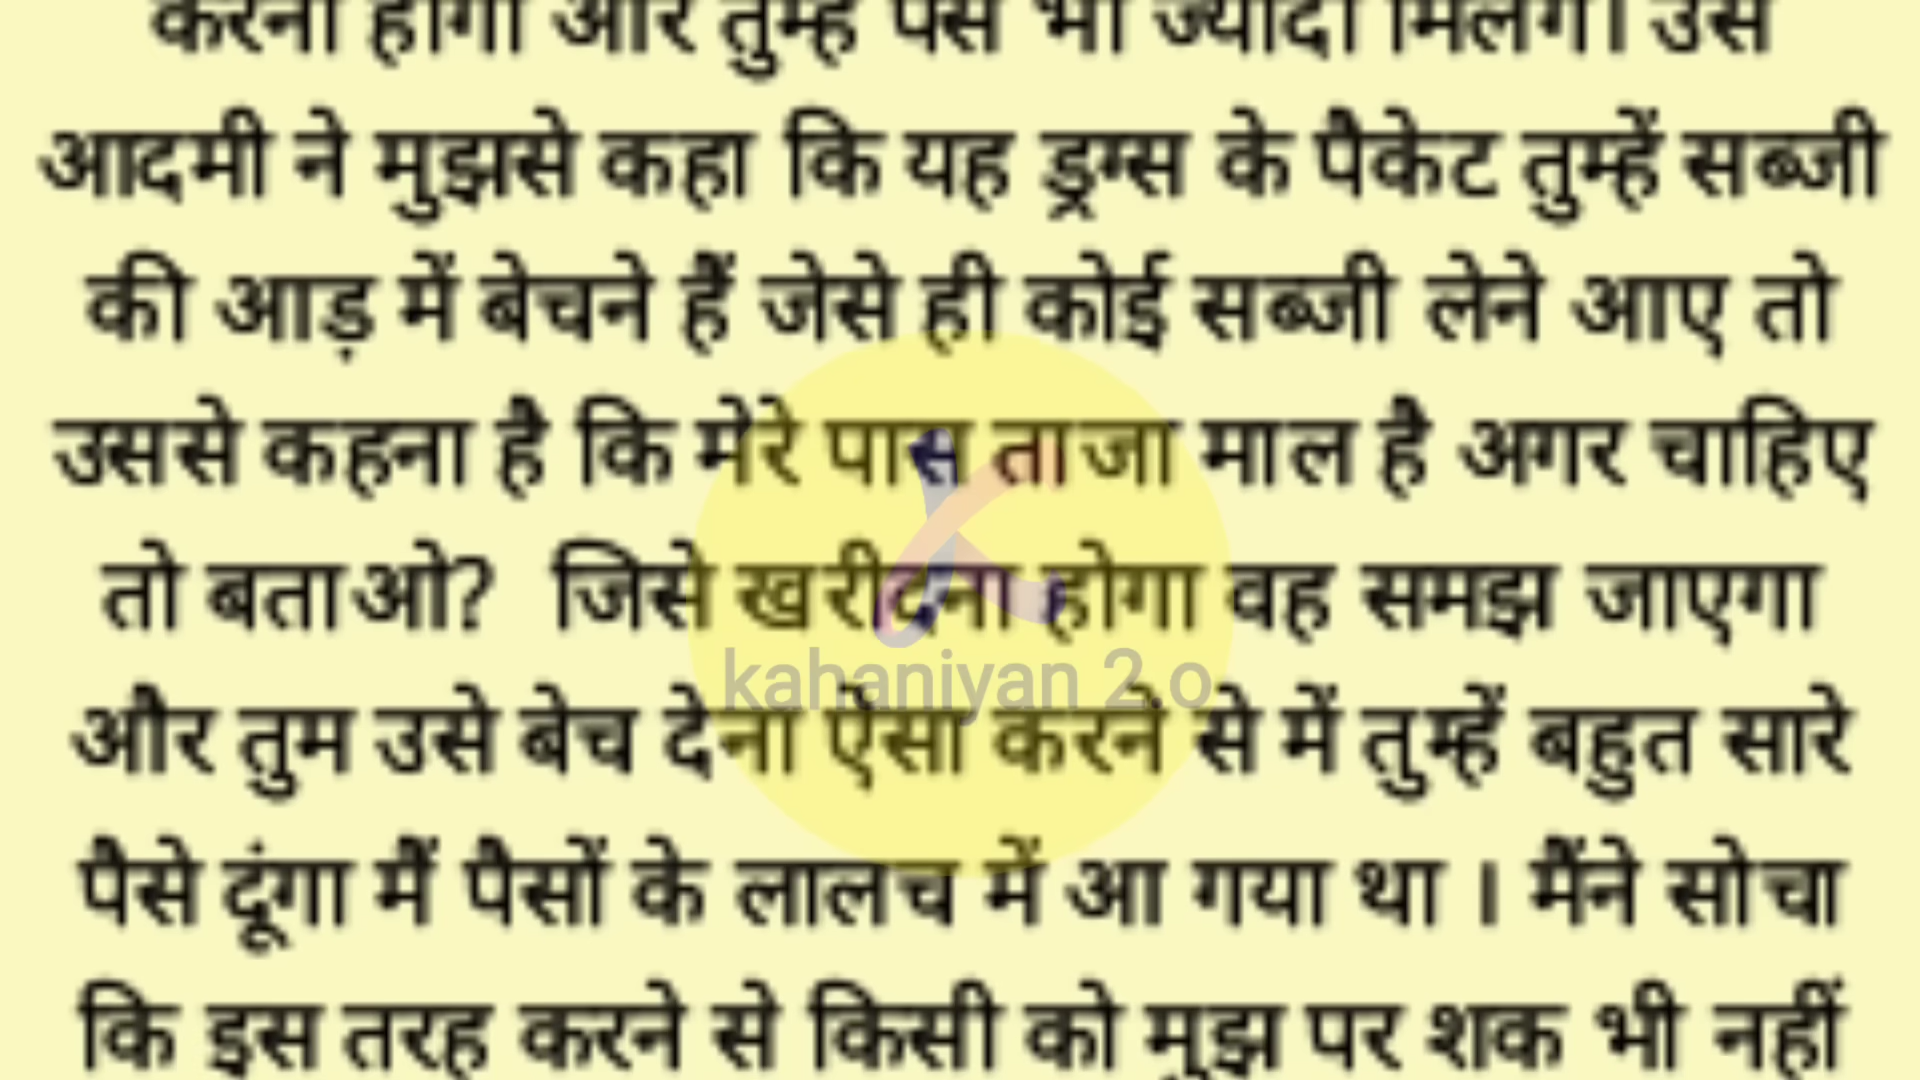 करना होगा और तुम्हे पैसे भी ज्यादा मिलेंगे। उस
आदमी ने मुझसे कहा कि यह ड्रग्स के पैकेट तुम्हें सब्जी
की आड़ में बेचने हैं जेसे ही कोई सब्जी लेने आए तो
उससे कहना है कि मेरे पास ताजा माल है अगर चाहिए
तो बताओ? जिसे खरीदना होगा वह समझ जाएगा
kahaniyan 2.o
और तुम उसे बेच देना ऐसा करने से में तुम्हें बहुत सारे
पैसे दूंगा मैं पैसों के लालच में आ गया था । मैंने सोचा
कि इस तरह करने से किसी को मुझ पर शक भी नहीं